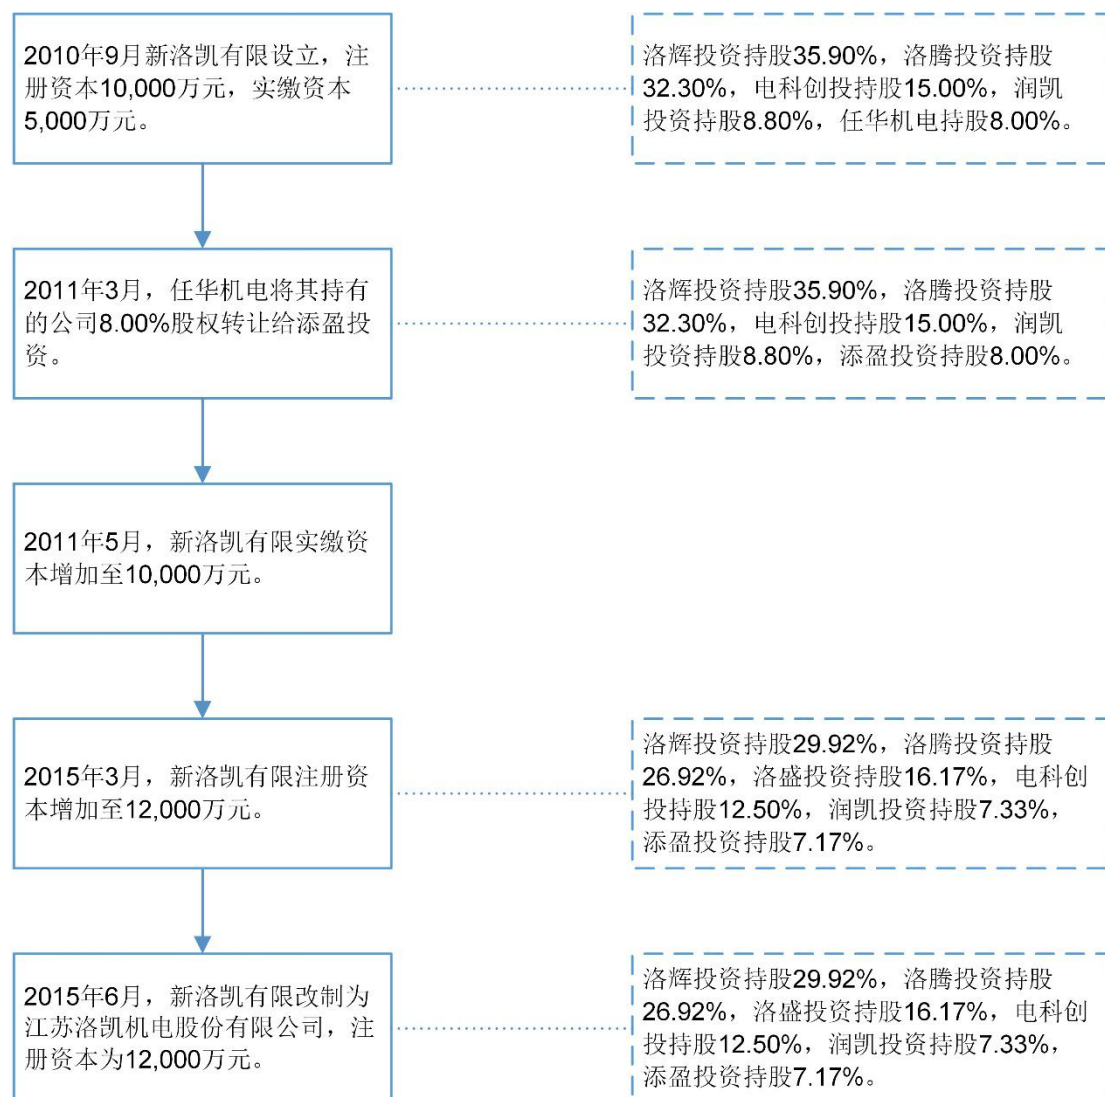 2010年9月新洛凯有限设立，注
册资本10,000万元，实缴资本
5,000万元。
洛辉投资持股35.90%，洛腾投资持股
32.30%，电科创投持股15.00%，润凯
投资持股8.80%，任华机电持股8.00%。
2011年3月，任华机电将其持有
的公司8.00%股权转让给添盈投
资。
洛辉投资持股35.90%，洛腾投资持股
32.30%，电科创投持股15.00%，润凯
投资持股8.80%，添盈投资持股8.00%。
2011年5月，新洛凯有限实缴资
本增加至10,000万元。
2015年3月，新洛凯有限注册资
本增加至12,000万元。
洛辉投资持股29.92%，洛腾投资持股
26.92%，洛盛投资持股16.17%，电科创
投持股12.50%，润凯投资持股7.33%，
添盈投资持股7.17%。
2015年6月，新洛凯有限改制为
江苏洛凯机电股份有限公司，注
册资本为12,000万元。
洛辉投资持股29.92%，洛腾投资持股
26.92%，洛盛投资持股16.17%，电科创
投持股12.50%，润凯投资持股7.33%，
添盈投资持股7.17%。